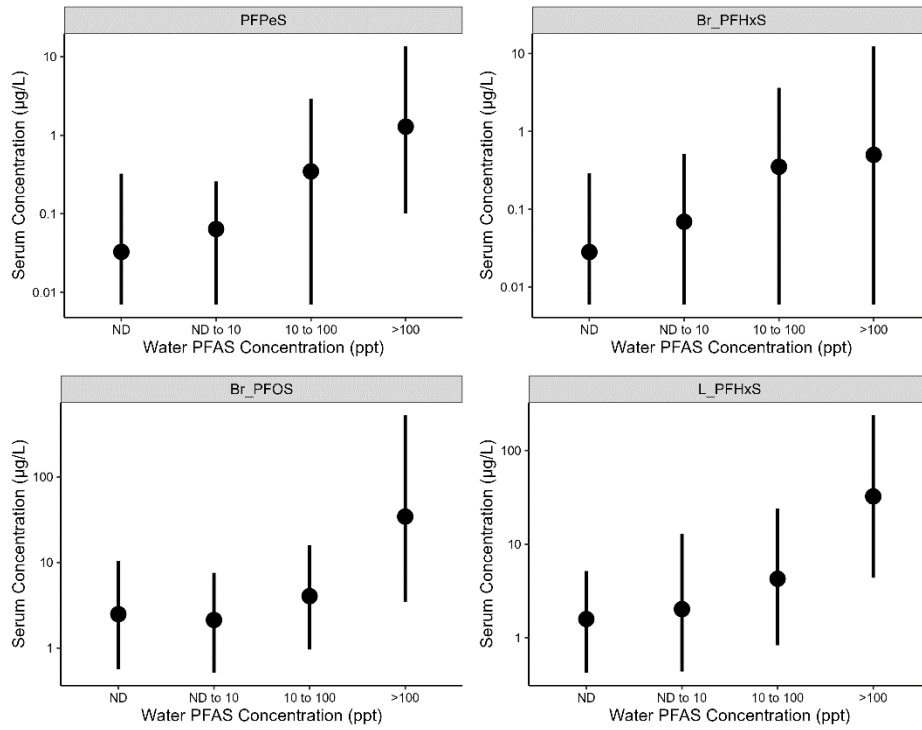 PFPeS
Serum Concentration (µg/L)
10
1
0.1
0.01
ND
ND to 10
10 to 100
>100
Water PFAS Concentration (ppt)
Br_PFHxS
Serum Concentration (µg/L)
10
1
0.1
0.01
ND
ND to 10
10 to 100
>100
Water PFAS Concentration (ppt)
Br_PFOS
Serum Concentration (µg/L)
100
10
1
ND
ND to 10
10 to 100
>100
Water PFAS Concentration (ppt)
L_PFHxS
Serum Concentration (µg/L)
100
10
1
ND
ND to 10
10 to 100
>100
Water PFAS Concentration (ppt)